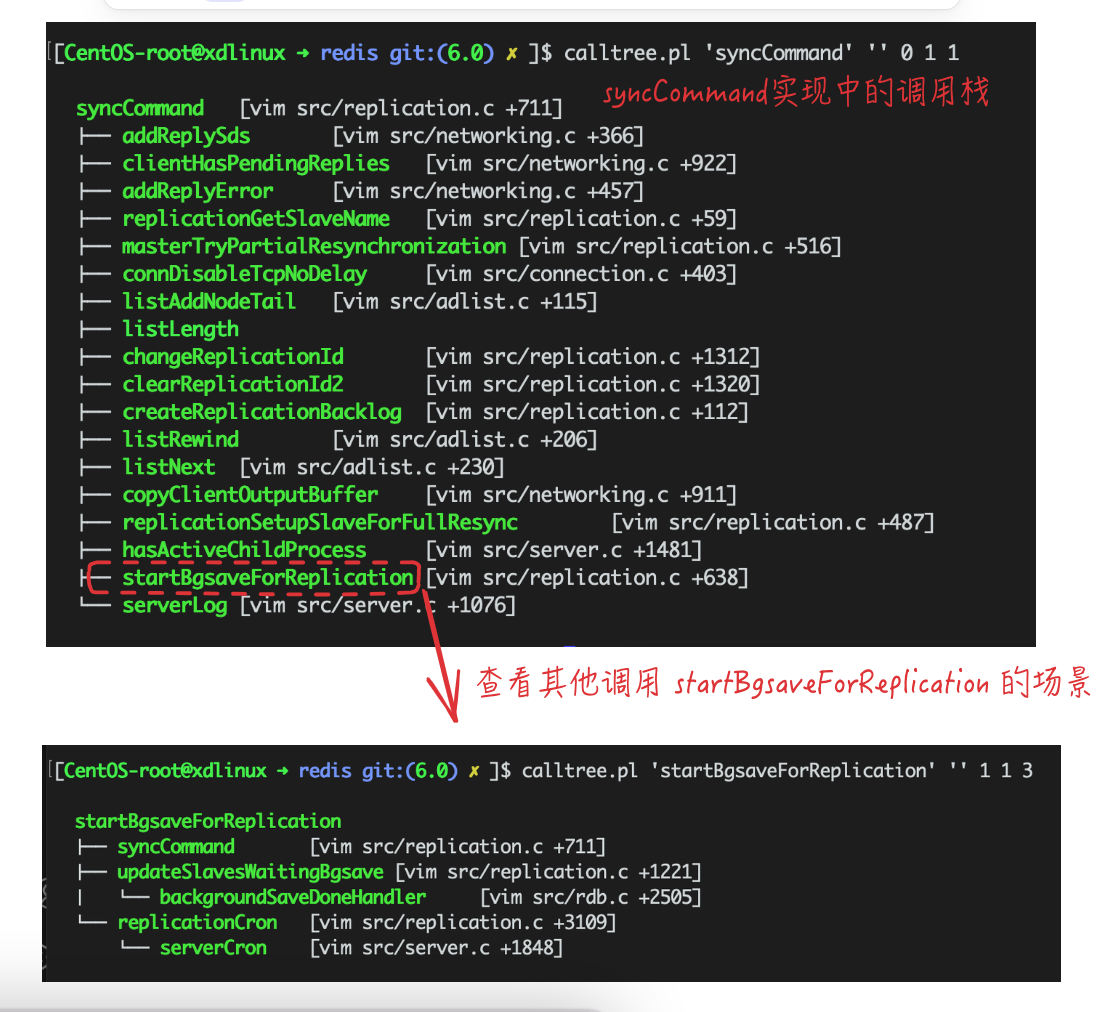 [[CentOS-root@xdlinux → redis git:(6.0) ✗ ]$ calltree.pl 'syncCommand' '' 0 1 1
syncCommand实现中的调用栈
syncCommand [vim src/replication.c +711]
├── addReplySds [vim src/networking.c +366]
├── clientHasPendingReplies [vim src/networking.c +922]
├── addReplyError [vim src/networking.c +457]
├── replicationGetSlaveName [vim src/replication.c +59]
├── masterTryPartialResynchronization [vim src/replication.c +516]
├── connDisableTcpNoDelay [vim src/connection.c +403]
├── listAddNodeTail [vim src/adlist.c +115]
├── listLength
├── changeReplicationId [vim src/replication.c +1312]
├── clearReplicationId2 [vim src/replication.c +1320]
├── createReplicationBacklog [vim src/replication.c +112]
├── listRewind [vim src/adlist.c +206]
├── listNext [vim src/adlist.c +230]
├── copyClientOutputBuffer [vim src/networking.c +911]
├── replicationSetupSlaveForFullResync [vim src/replication.c +487]
├── hasActiveChildProcess [vim src/server.c +1481]
├── startBgsaveForReplication [vim src/replication.c +638]
└── serverLog [vim src/server.c +1076]
查看其他调用 startBgsaveForReplication 的场景
[[CentOS-root@xdlinux → redis git:(6.0) ✗ ]$ calltree.pl 'startBgsaveForReplication' '' 1 1 3
startBgsaveForReplication
├── syncCommand [vim src/replication.c +711]
├── updateSlavesWaitingBgsave [vim src/replication.c +1221]
│ └── backgroundSaveDoneHandler [vim src/rdb.c +2505]
└── replicationCron [vim src/replication.c +3109]
└── serverCron [vim src/server.c +1848]